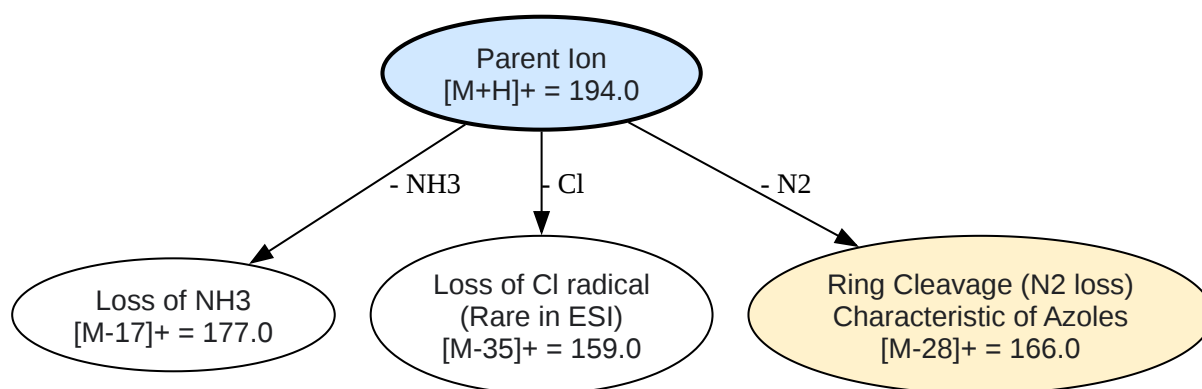 Parent Ion
[M+H]+ = 194.0
- NH3
- Cl
- N2
Loss of NH3
[M-17]+ = 177.0
Loss of Cl radical
(Rare in ESI)
[M-35]+ = 159.0
Ring Cleavage (N2 loss)
Characteristic of Azoles
[M-28]+ = 166.0